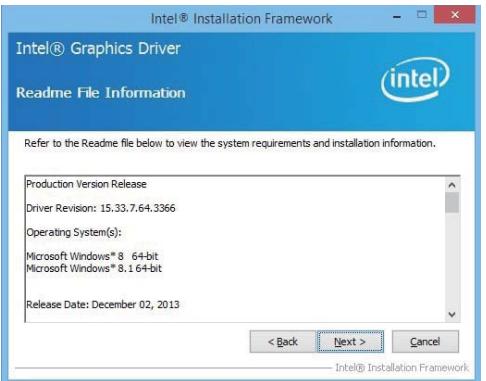 Intel® Installation Framework
Intel® Graphics Driver
Readme File Information
intel
Refer to the Readme file below to view the system requirements and installation information.
Production Version Release
Driver Revision: 15.33.7.64.3366
Operating System(s):
Microsoft Windows* 8 64-bit
Microsoft Windows* 8.1 64-bit
Release Date: December 02, 2013
< Back Next > Cancel
Intel® Installation Framework